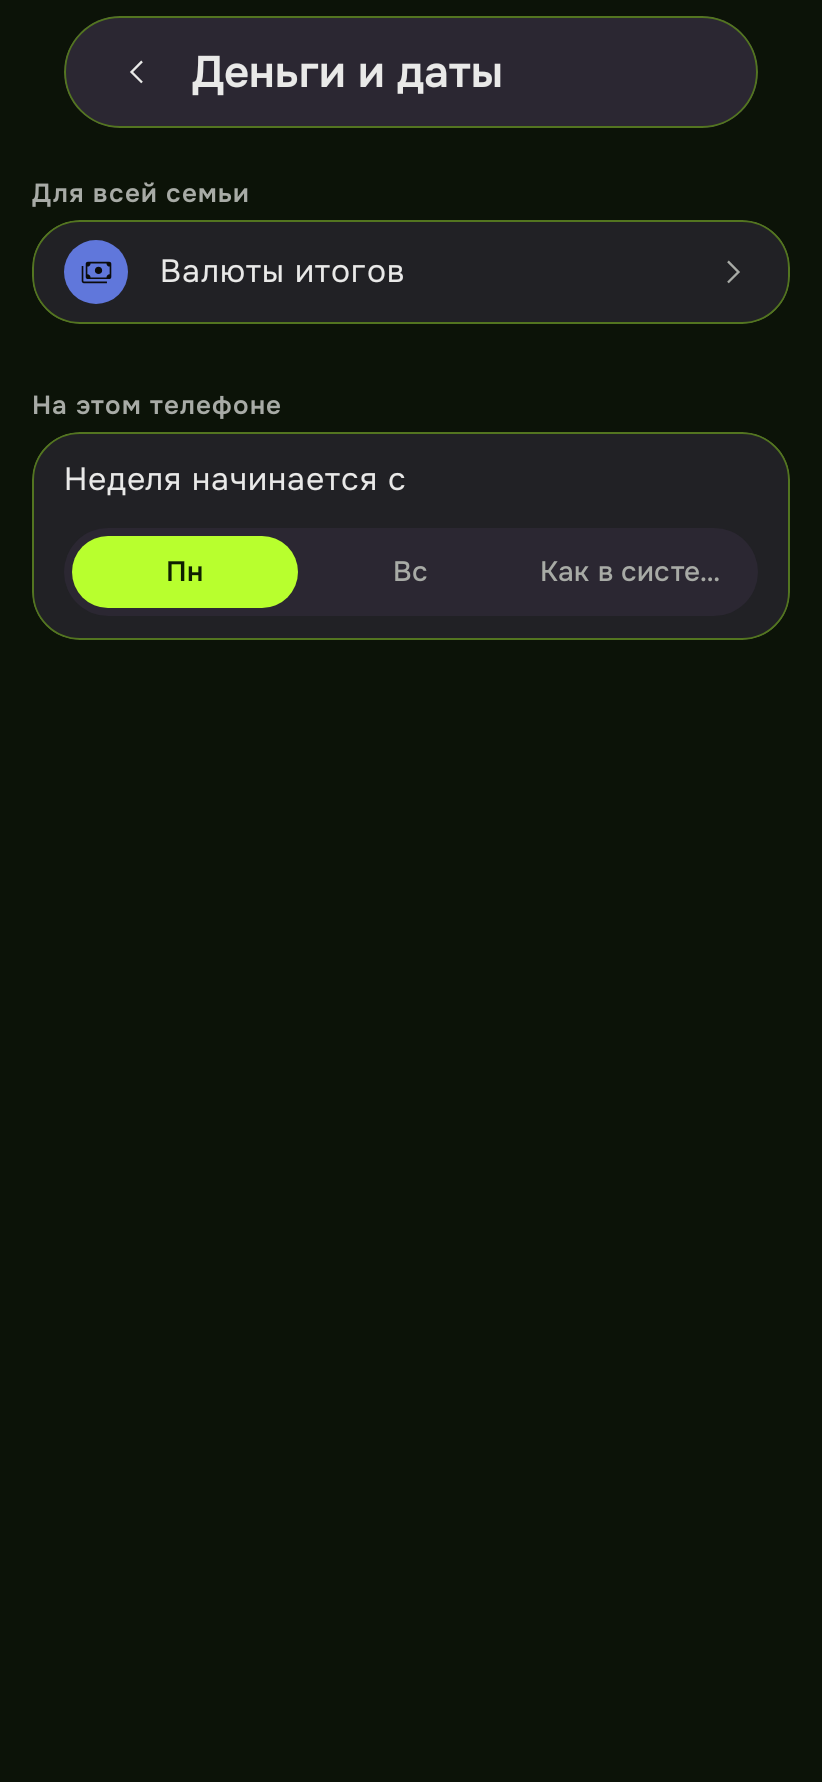 Деньги и даты
Для всей семьи
Валюты итогов
На этом телефоне
Неделя начинается с
Пн
Вс
Как в систе...